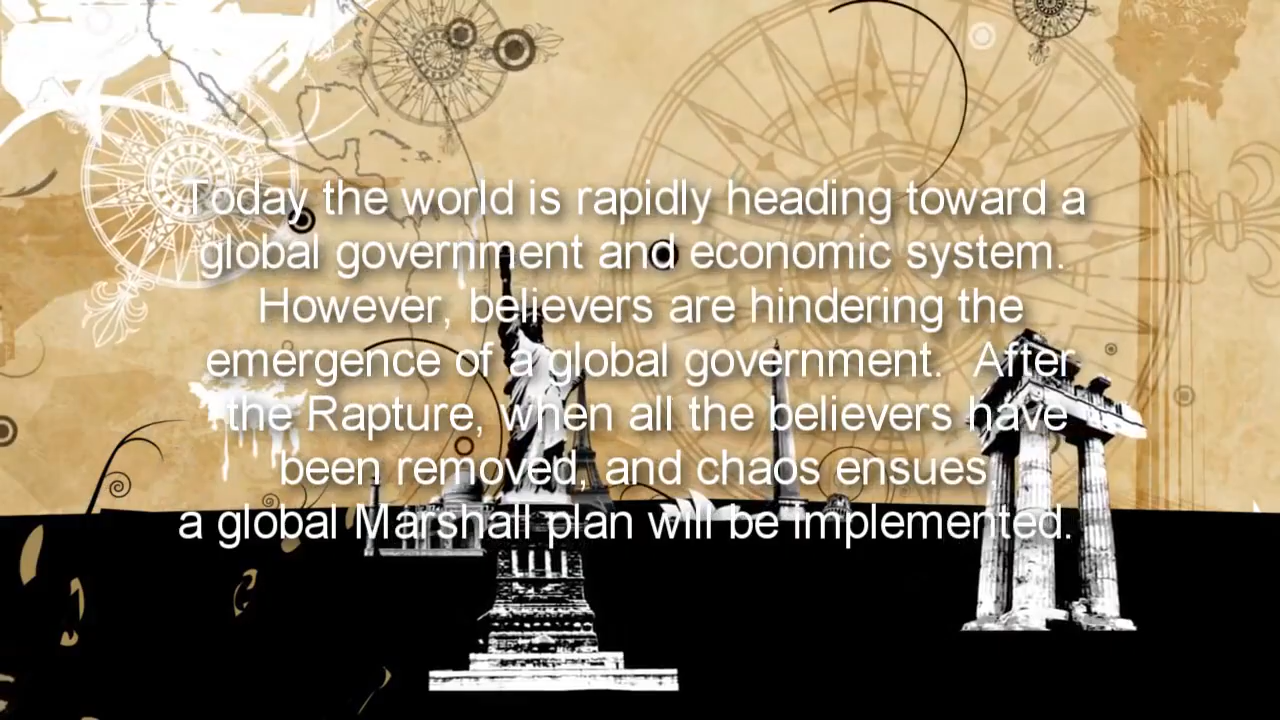 Today the world is rapidly heading toward a
global government and economic system.
However, believers are hindering the
emergence of a global government.  After
the Rapture, when all the believers have
been removed, and chaos ensues,
a global Marshall plan will be implemented.